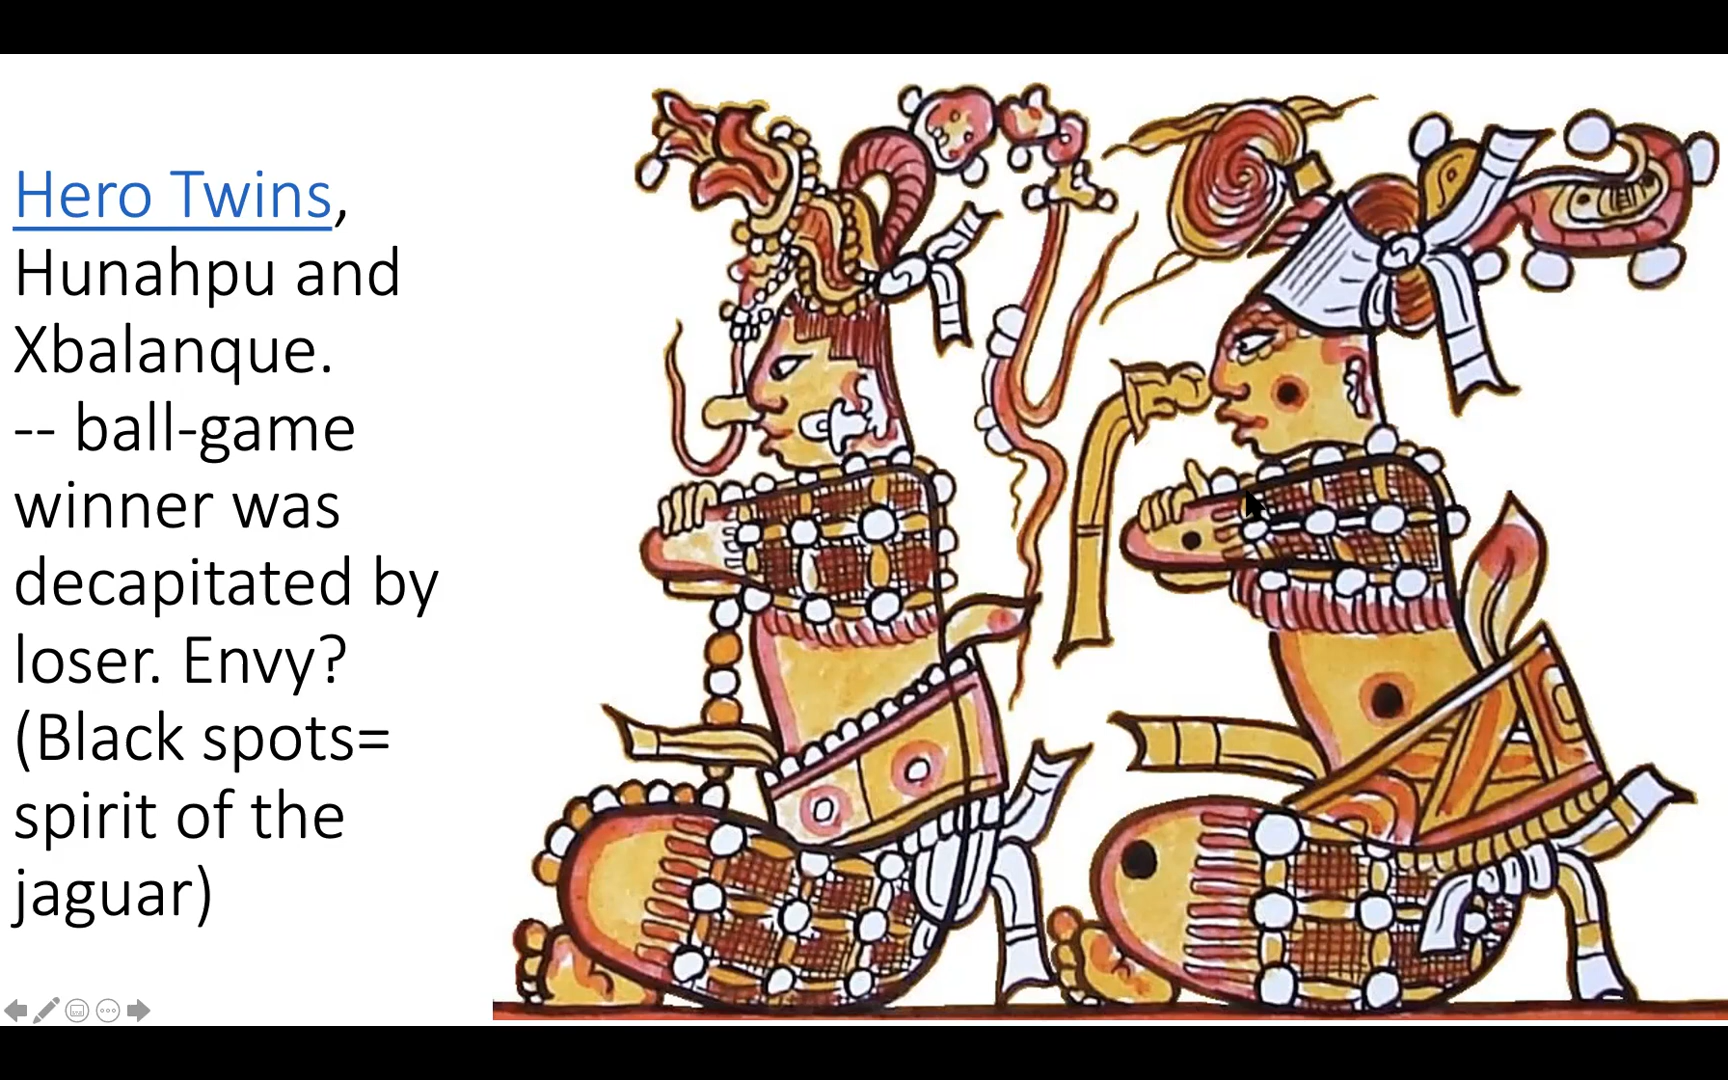 Hero Twins,
Hunahpu and
Xbalanque.
-- ball-game
winner was
decapitated by
loser. Envy?
(Black spots=
spirit of the
jaguar)